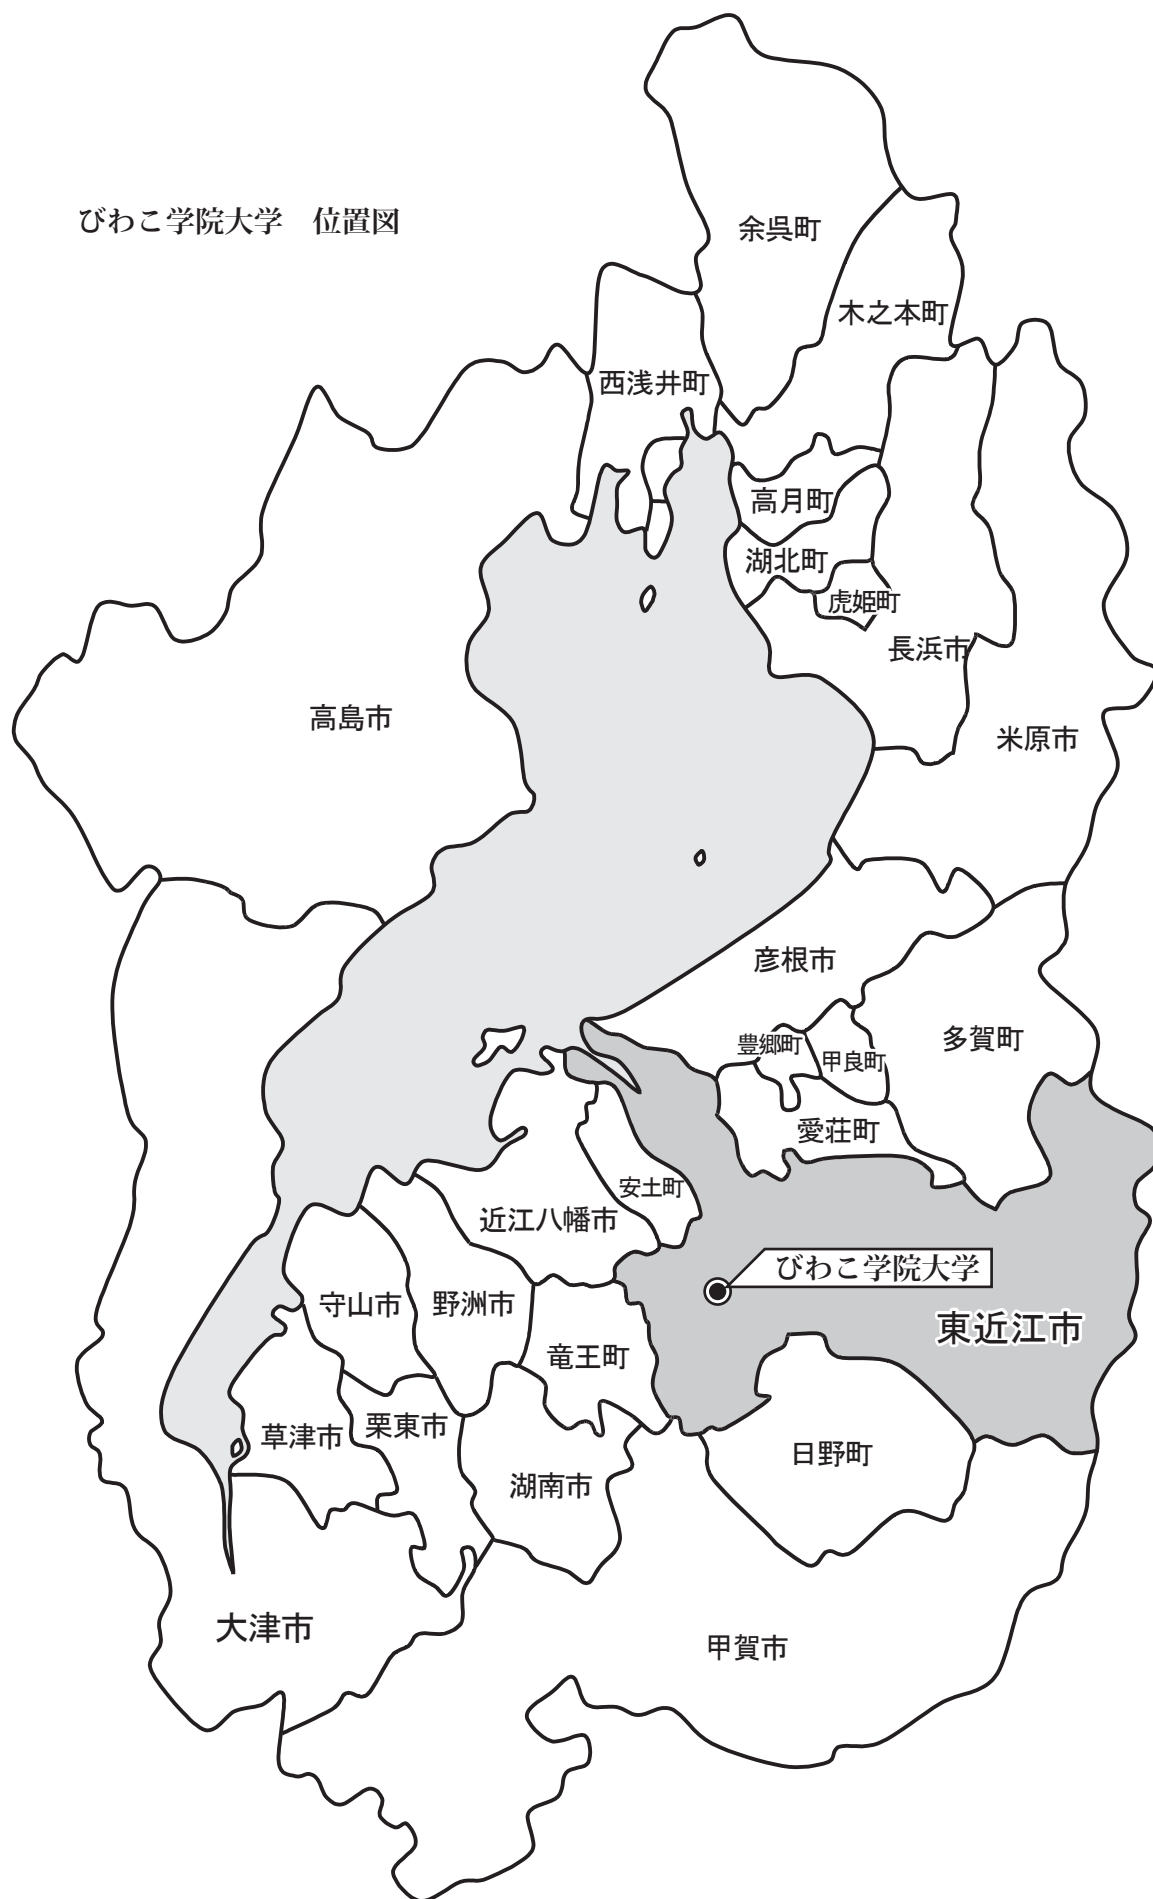 びわこ学院大学　位置図
余呉町
木之本町
西浅井町
高月町
湖北町
虎姫町
長浜市
高島市
米原市
彦根市
豊郷町
甲良町
多賀町
愛荘町
安土町
近江八幡市
びわこ学院大学
東近江市
守山市
野洲市
竜王町
草津市
栗東市
湖南市
日野町
大津市
甲賀市